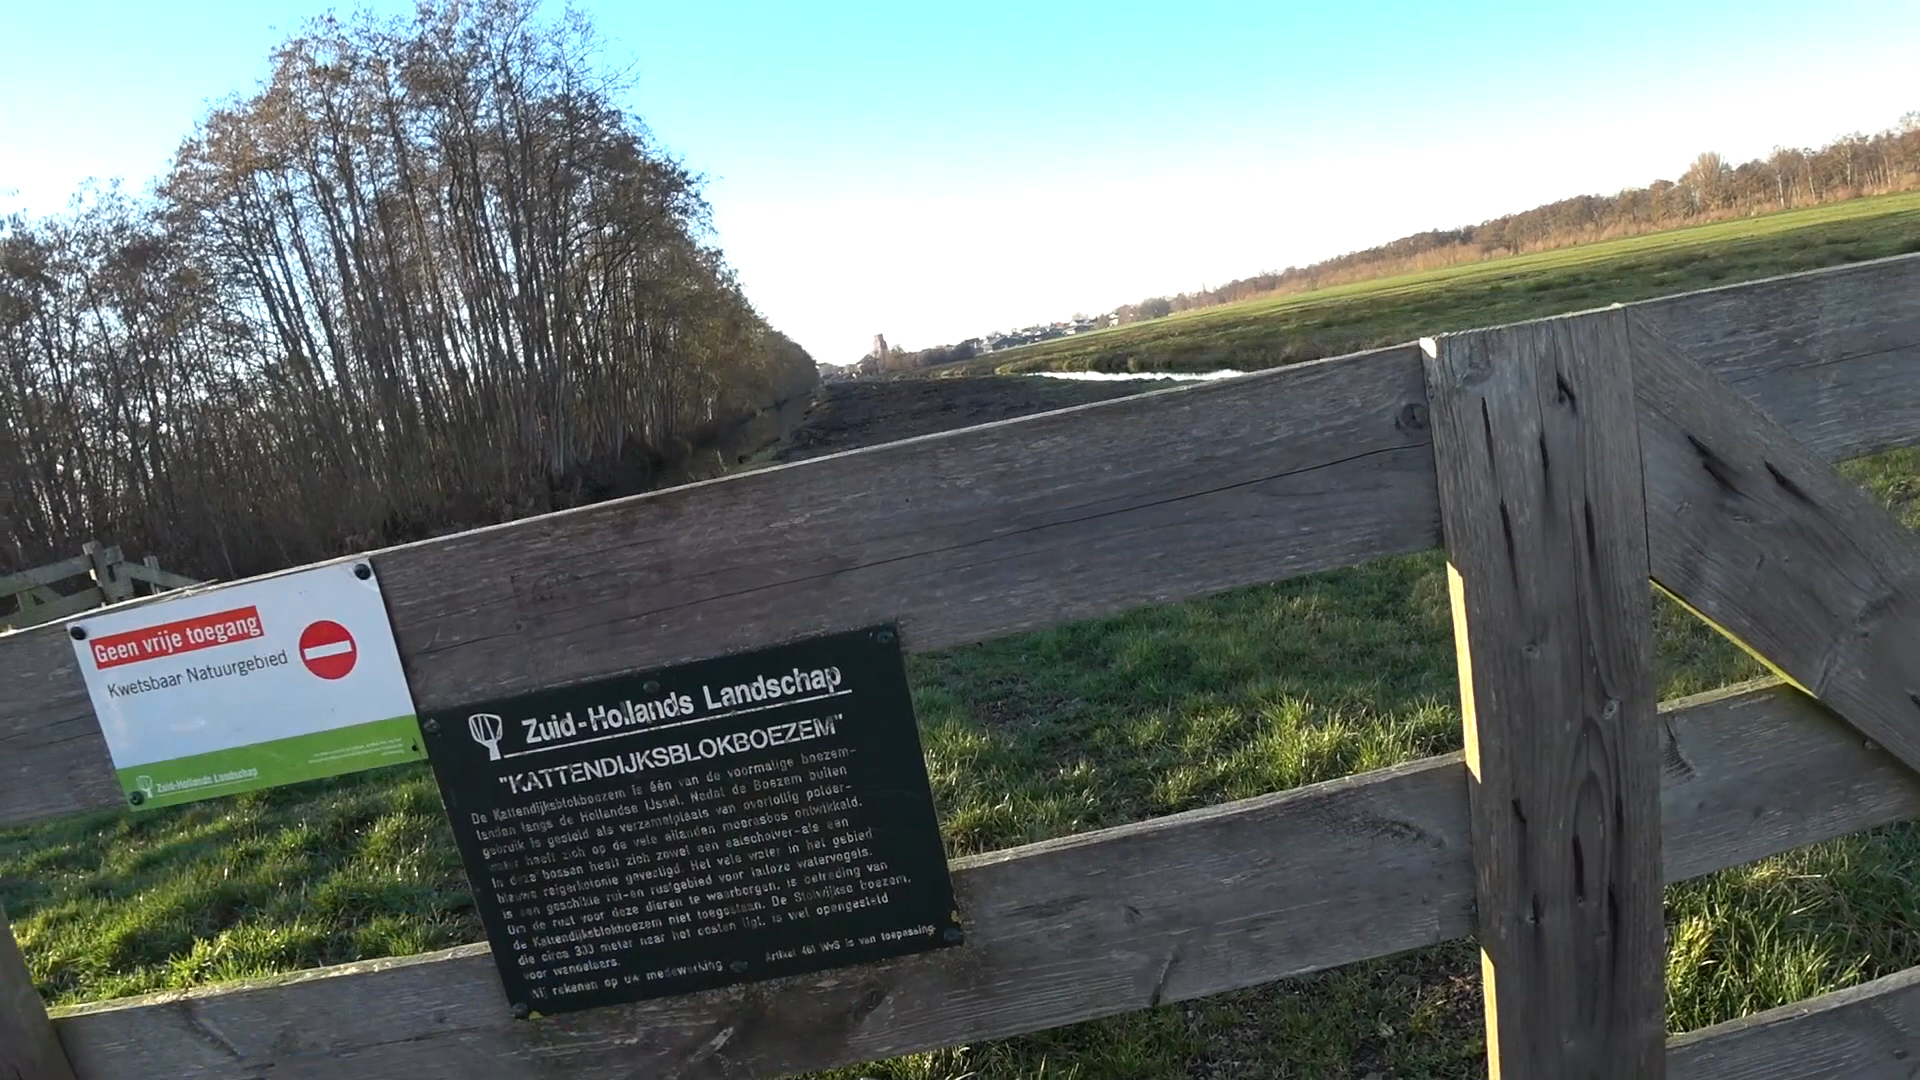 Geen vrije toegang
Kwetsbaar Natuurgebied
Zuid-Hollands Landschap
Zuid-Hollands Landschap
"KATTENDIJKSBLOKBOEZEM"
De Kattendijksblokboezem is één van de voormalige boezem-
landen langs de Hollandse IJssel. Nadat de Boezem buiten
gebruik is gesteld als verzamelplaats van overtollig polder-
water heeft zich op de vele eilanden moerasbos ontwikkeld.
In deze bossen heeft zich zowel een aalscholver-als een
blauwe reigerkolonie gevestigd. Het vele water in het gebied
is een geschikte rui-en rustgebied voor talloze watervogels.
Om de rust voor deze dieren te waarborgen, is betreding van
de Kattendijksblokboezem niet toegestaan. De Stolwijkse boezem,
die circa 300 meter naar het oosten ligt, is wel opengesteld
voor wandelaars.
Wij rekenen op uw medewerking
Artikel 461 WvS is van toepassing.